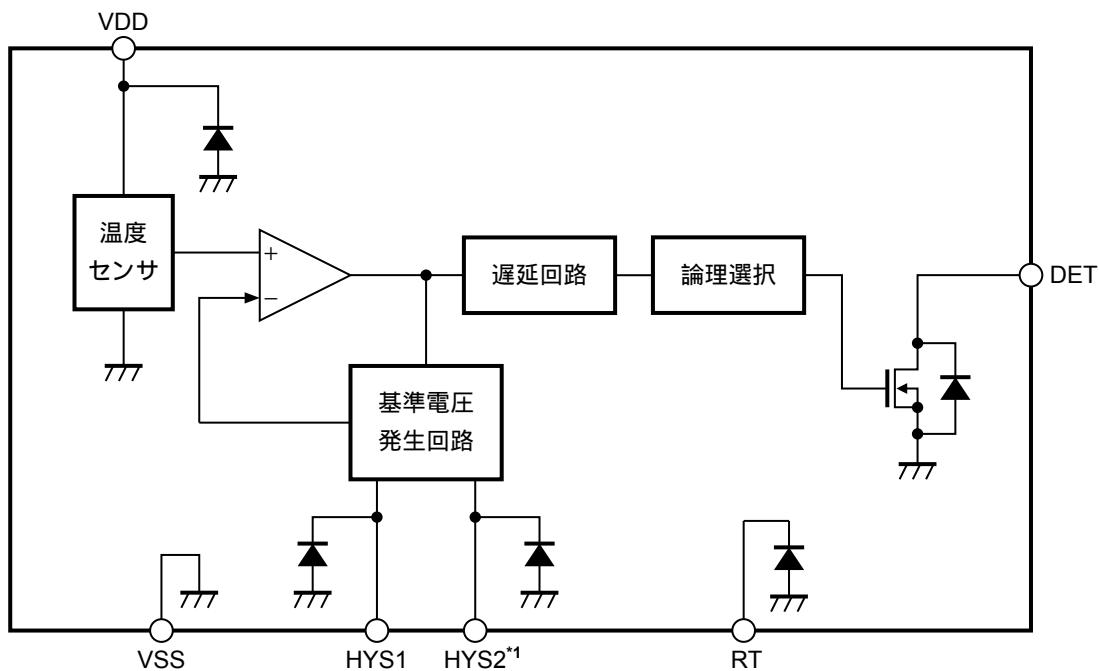 VDD
温度
センサ
+
−
遅延回路
論理選択
DET
基準電圧
発生回路
VSS
HYS1
HYS2*1
RT